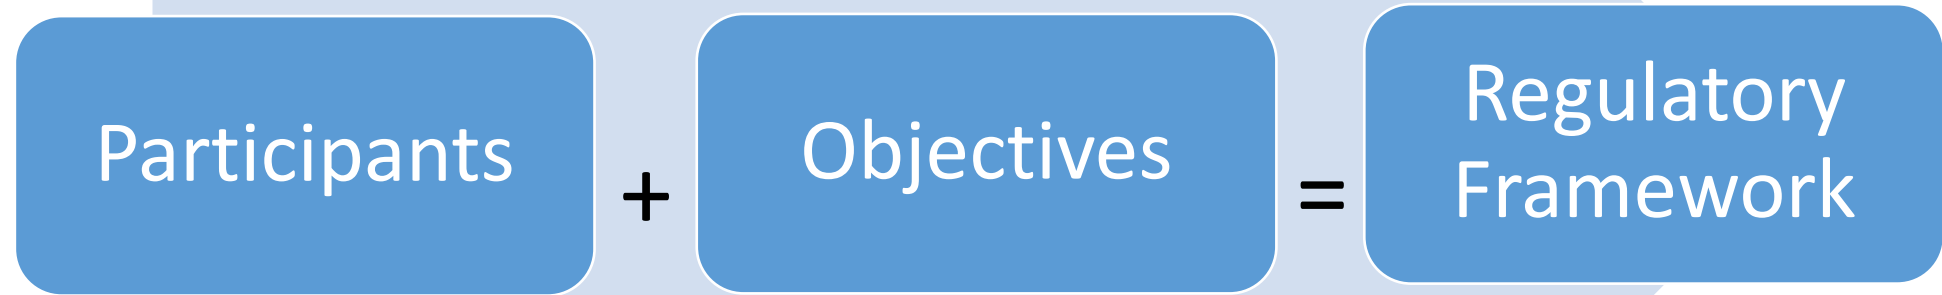 Participants
+
Objectives
=
Regulatory
Framework